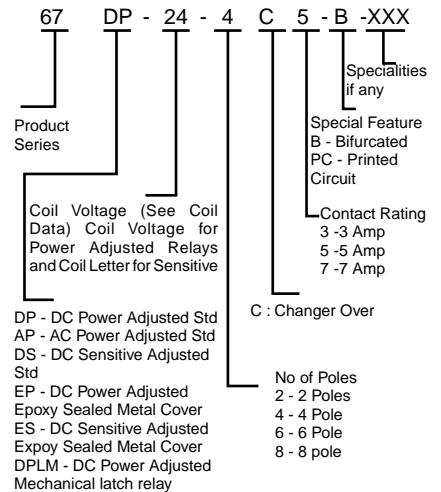 67 DP - 24 - 4 C 5 - B -XXX
Specialities
if any
Product
Series
Special Feature
B - Bifurcated
PC - Printed
Circuit
Coil Voltage (See Coil
Data) Coil Voltage for
Power Adjusted Relays
and Coil Letter for Sensitive
Contact Rating
3 -3 Amp
5 -5 Amp
7 -7 Amp
C : Changer Over
DP - DC Power Adjusted Std
AP - AC Power Adjusted Std
DS - DC Sensitive Adjusted
Std
EP - DC Power Adjusted
Epoxy Sealed Metal Cover
ES - DC Sensitive Adjusted
Expoy Sealed Metal Cover
DPLM - DC Power Adjusted
Mechanical latch relay
No of Poles
2 - 2 Poles
4 - 4 Pole
6 - 6 Pole
8 - 8 pole